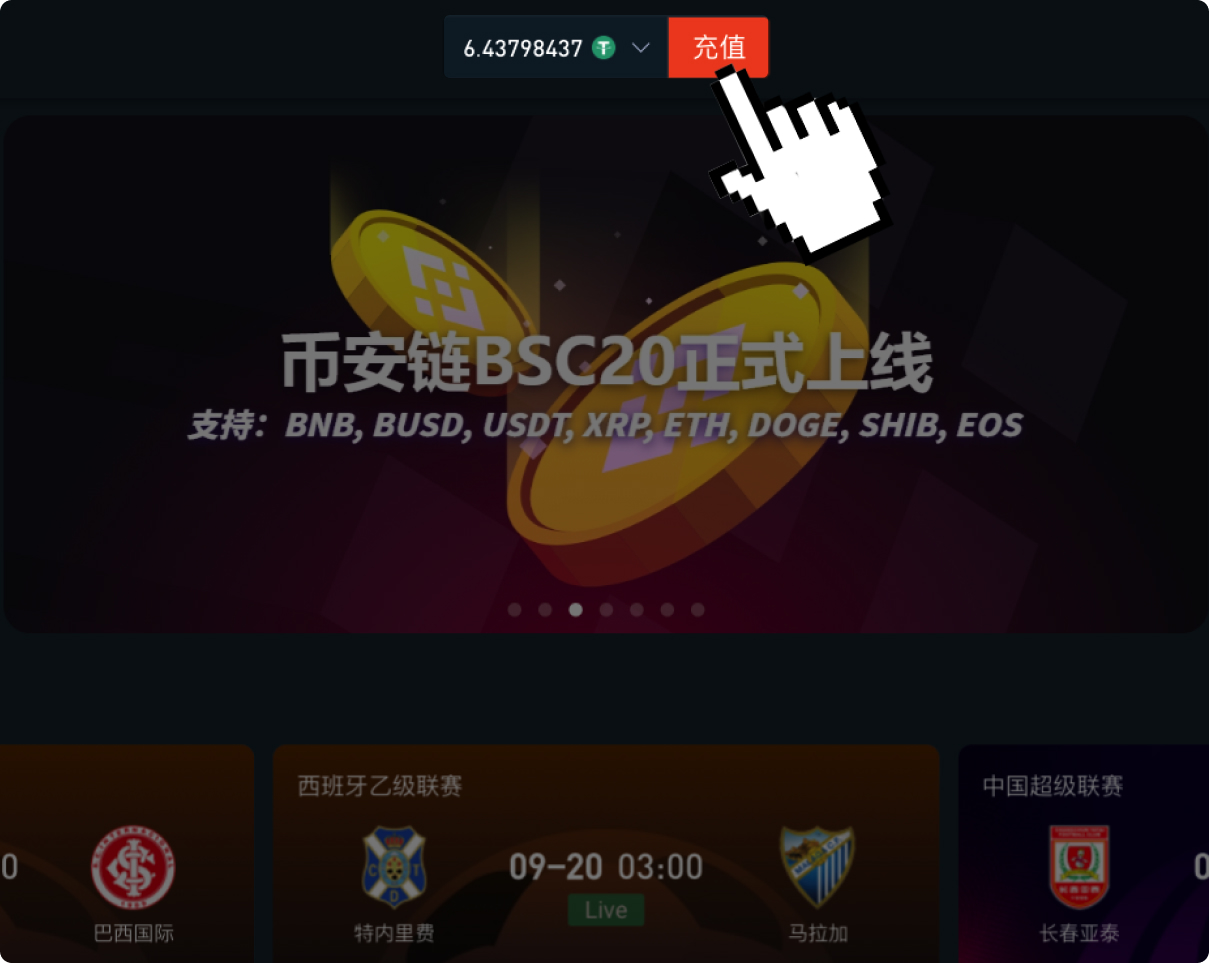 6.43798437
充值
币安链BSC20正式上线
支持：BNB, BUSD, USDT, XRP, ETH, DOGE, SHIB, EOS
西班牙乙级联赛
中国超级联赛
0
09-20 03:00
0
Live
巴西国际
特内里费
马拉加
长春亚泰